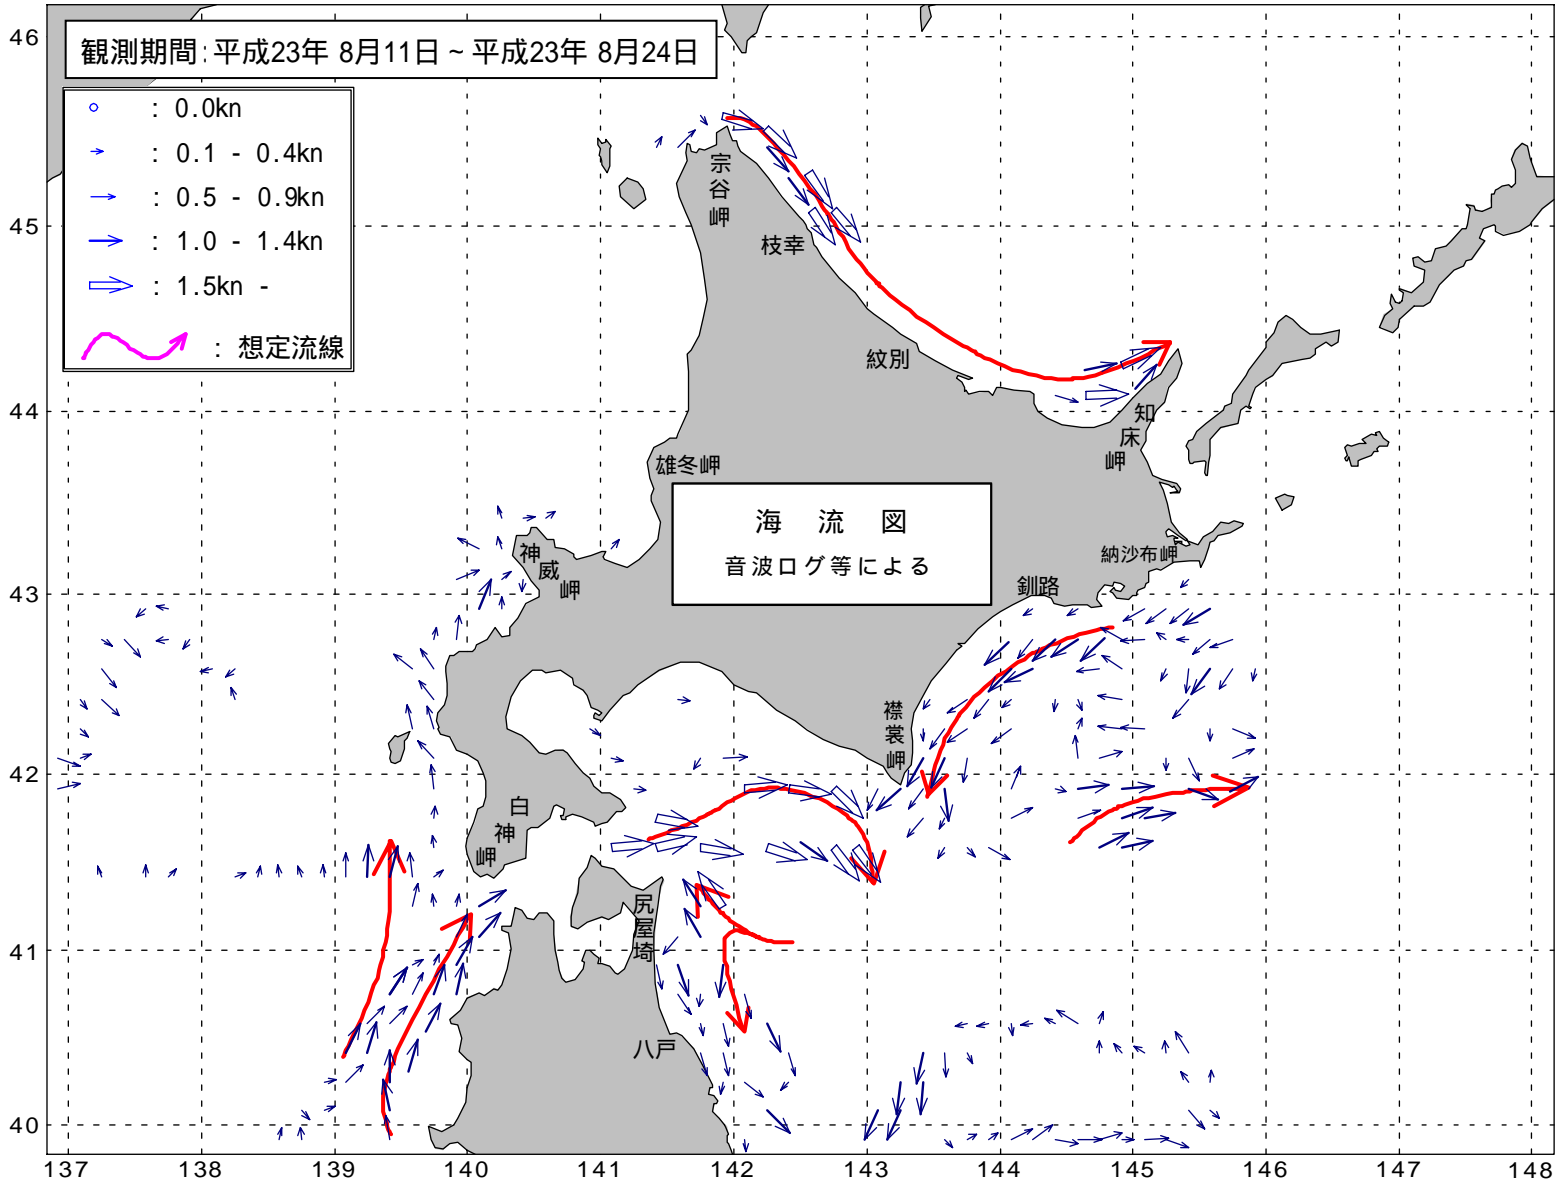 観測期間:平成23年 8月11日 ~ 平成23年 8月24日
: 0.0kn
: 0.1 - 0.4kn
: 0.5 - 0.9kn
: 1.0 - 1.4kn
: 1.5kn -
: 想定流線
46
45
44
43
42
41
40
宗谷岬
枝幸
紋別
知床岬
雄冬岬
海 流 図
音波ログ等による
納沙布岬
釧路
神威岬
襟裳岬
白神岬
尻屋埼
八戸
137 138 139 140 141 142 143 144 145 146 147 148